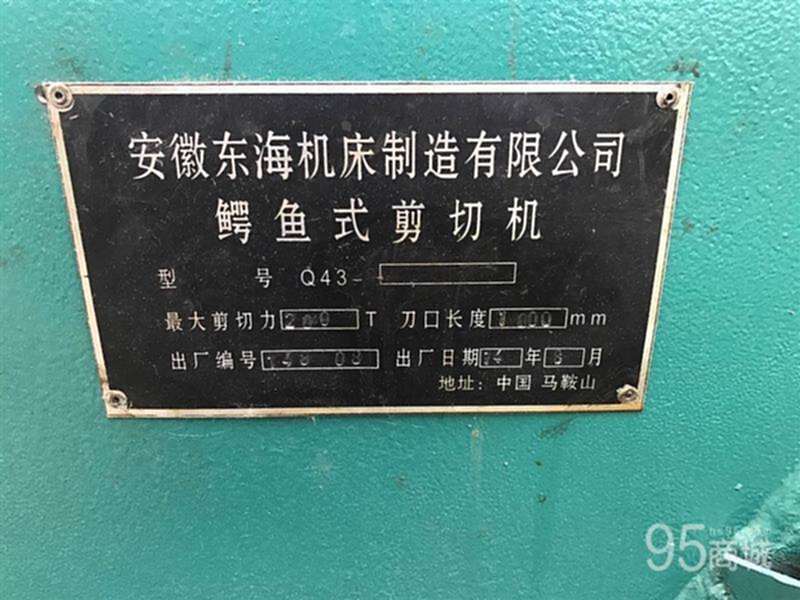 安徽东海机床制造有限公司
鳄鱼式剪切机
型 号 Q43-
最大剪切力 T 刀口长度 mm
出厂编号 出厂日期 14 年 月
地址：中国 马鞍山
95商城